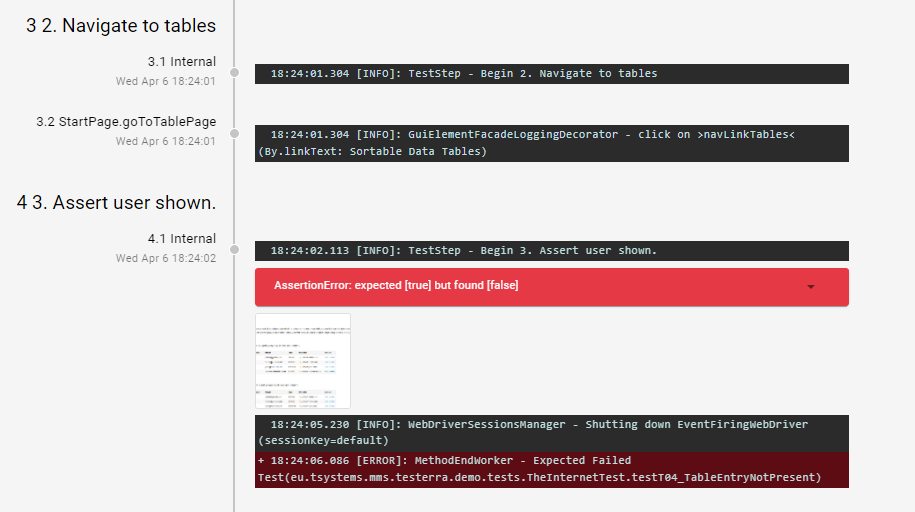 3 2. Navigate to tables
3.1 Internal
Wed Apr 6 18:24:01
18:24:01.304 [INFO]: TestStep - Begin 2. Navigate to tables
3.2 StartPage.goToTablePage
Wed Apr 6 18:24:01
18:24:01.304 [INFO]: GuiElementFacadeLoggingDecorator - click on >navLinkTables<
(By.linkText: Sortable Data Tables)
4 3. Assert user shown.
4.1 Internal
Wed Apr 6 18:24:02
18:24:02.113 [INFO]: TestStep - Begin 3. Assert user shown.
AssertionError: expected [true] but found [false]
18:24:05.230 [INFO]: WebDriverSessionsManager - Shutting down EventFiringWebDriver
(sessionKey=default)
+ 18:24:06.086 [ERROR]: MethodEndWorker - Expected Failed
Test(eu.tsystems.mms.testerra.demo.tests.TheInternetTest.testT04_TableEntryNotPresent)